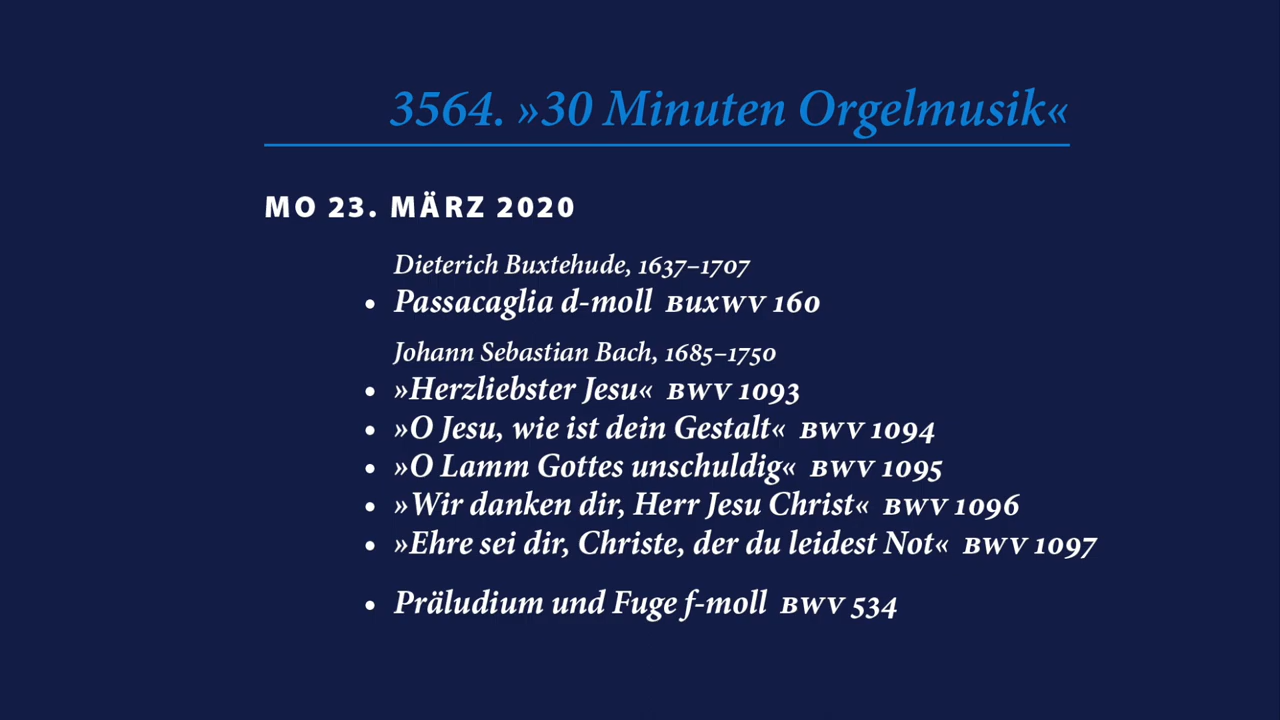 3564. »30 Minuten Orgelmusik«
MO 23. MÄRZ 2020
Dieterich Buxtehude, 1637–1707
• Passacaglia d-moll BUXWV 160
Johann Sebastian Bach, 1685–1750
• »Herzliebster Jesu« BWV 1093
• »O Jesu, wie ist dein Gestalt« BWV 1094
• »O Lamm Gottes unschuldig« BWV 1095
• »Wir danken dir, Herr Jesu Christ« BWV 1096
• »Ehre sei dir, Christe, der du leidest Not« BWV 1097
• Präludium und Fuge f-moll BWV 534